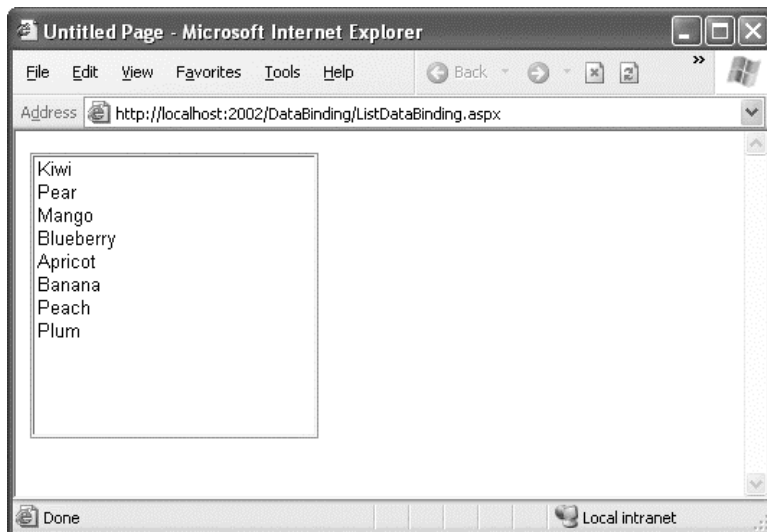 Untitled Page - Microsoft Internet Explorer
File Edit View Favorites Tools Help Back »
Address http://localhost:2002/DataBinding/ListDataBinding.aspx
Kiwi
Pear
Mango
Blueberry
Apricot
Banana
Peach
Plum
Done Local intranet